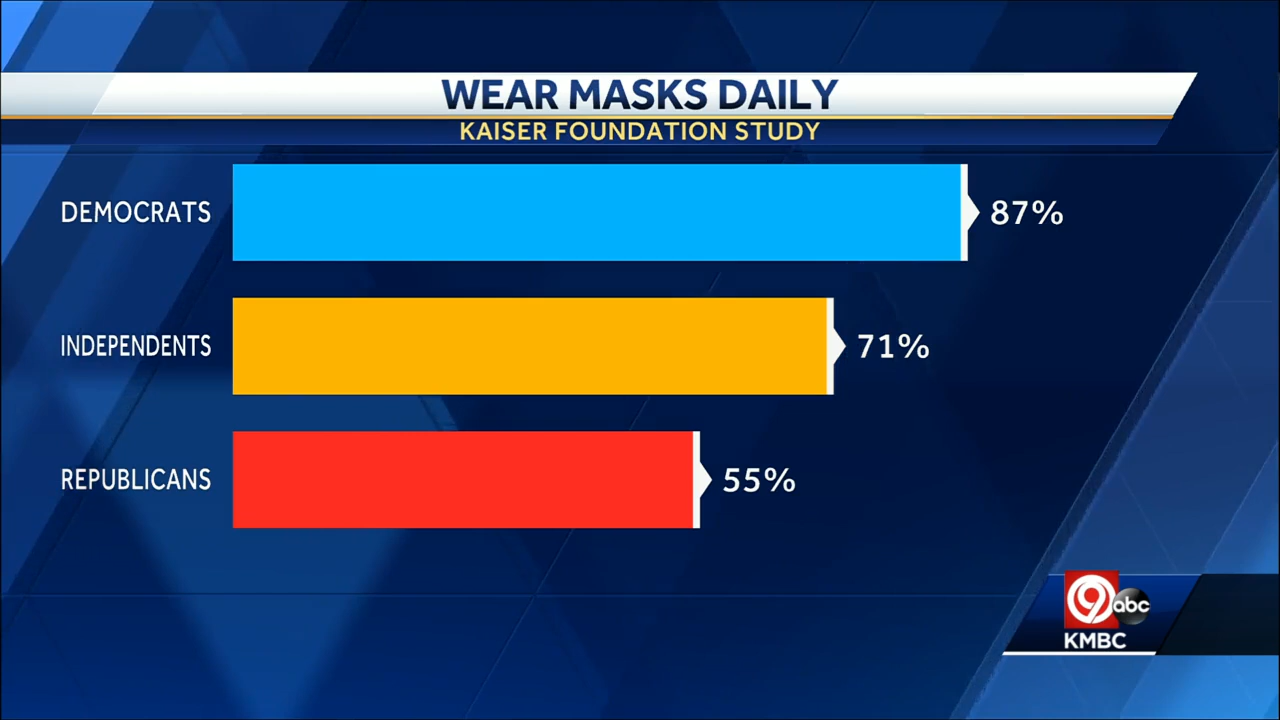 WEAR MASKS DAILY
KAISER FOUNDATION STUDY
DEMOCRATS 87%
INDEPENDENTS 71%
REPUBLICANS 55%
9 abc
KMBC